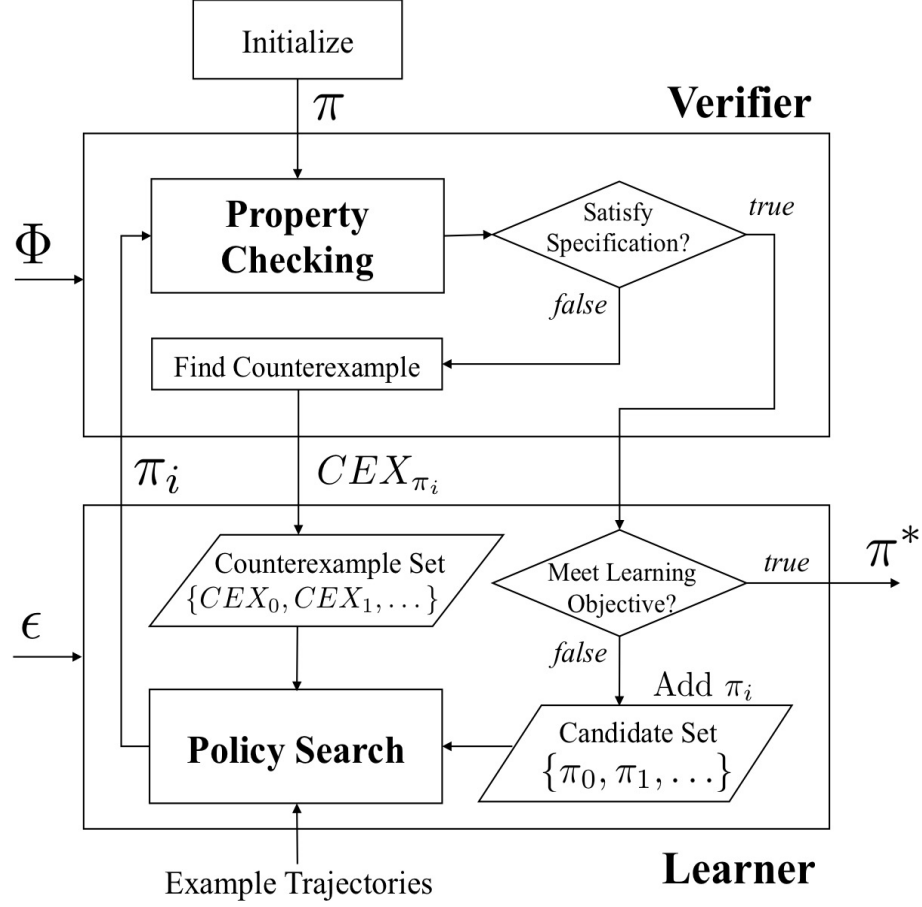 Initialize
π
Verifier
Property
Checking
Satisfy
Specification?
true
Φ
false
Find Counterexample
π_i
CEX_{π_i}
Counterexample Set
{CEX_0, CEX_1, ...}
Meet Learning
Objective?
true
π*
ϵ
false
Add π_i
Policy Search
Candidate Set
{π_0, π_1, ...}
Learner
Example Trajectories